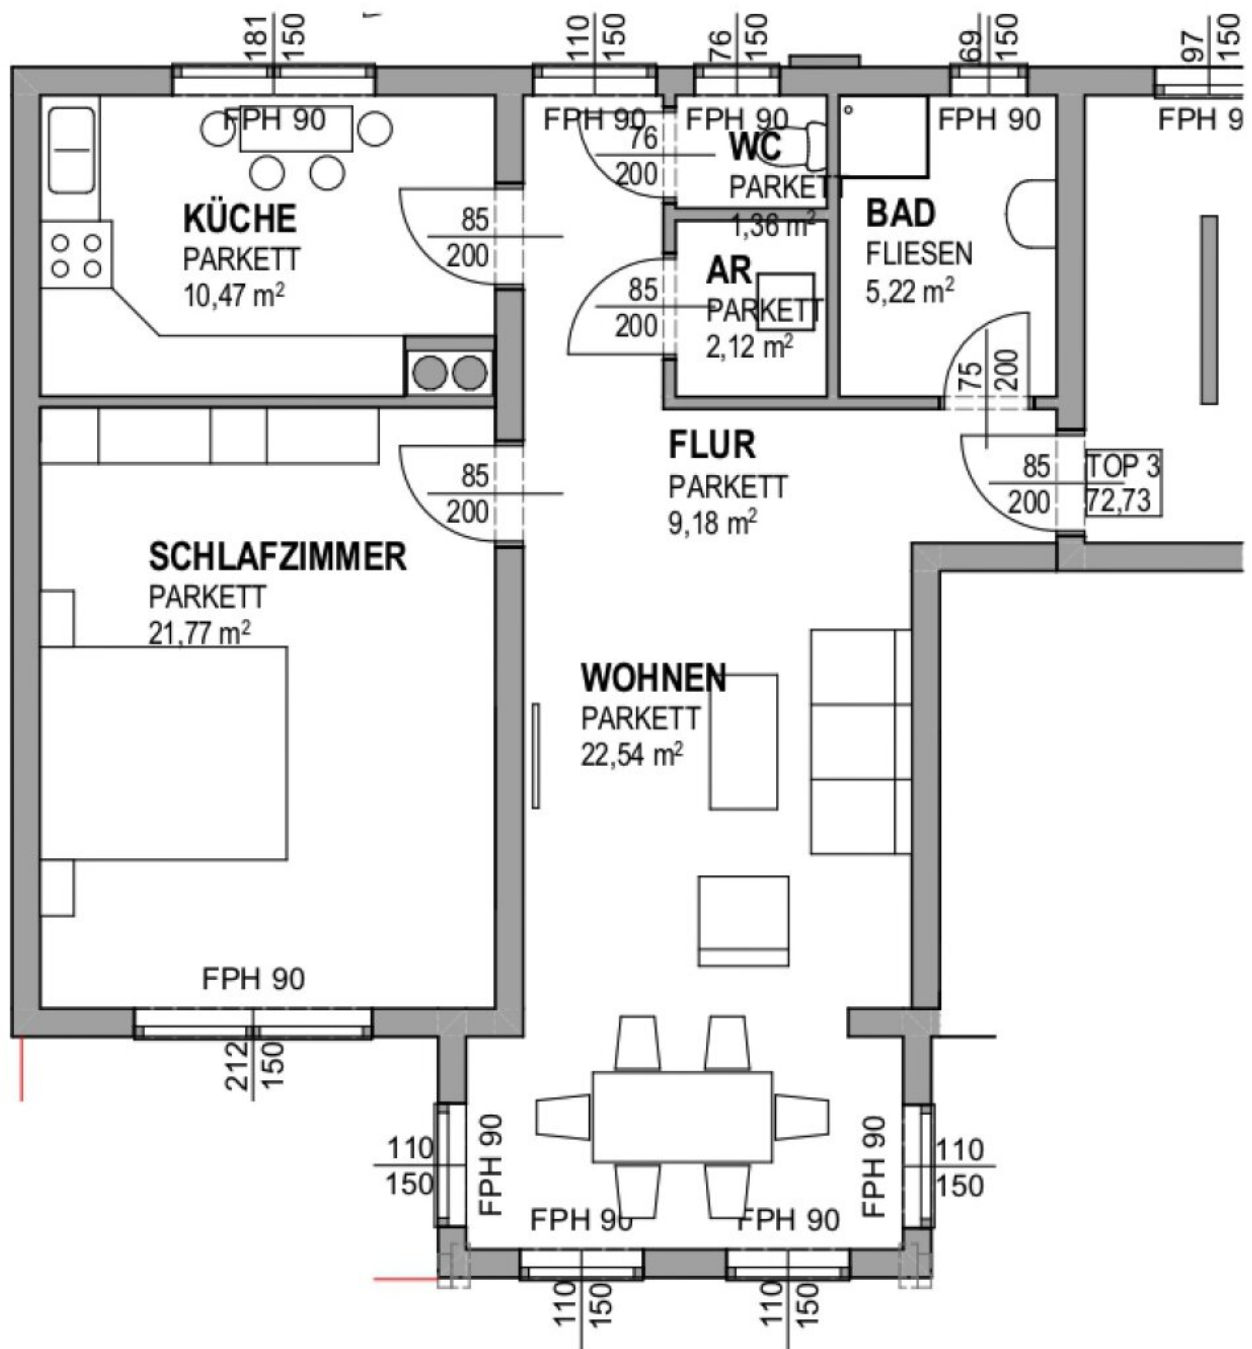 181
150
110
150
76
150
69
150
97
150
FPH 90
FPH 90
FPH 90
FPH 90
FPH 9
KÜCHE
PARKETT
10,47 m²
85
200
76
200
WC
PARKETT
1,36 m²
BAD
FLIESEN
5,22 m²
85
200
AR
PARKETT
2,12 m²
75
200
FLUR
PARKETT
9,18 m²
85
200
TOP 3
72,73
85
200
SCHLAFZIMMER
PARKETT
21,77 m²
WOHNEN
PARKETT
22,54 m²
FPH 90
212
150
110
150
FPH 90
FPH 90
110
150
FPH 90
FPH 90
110
150
110
150